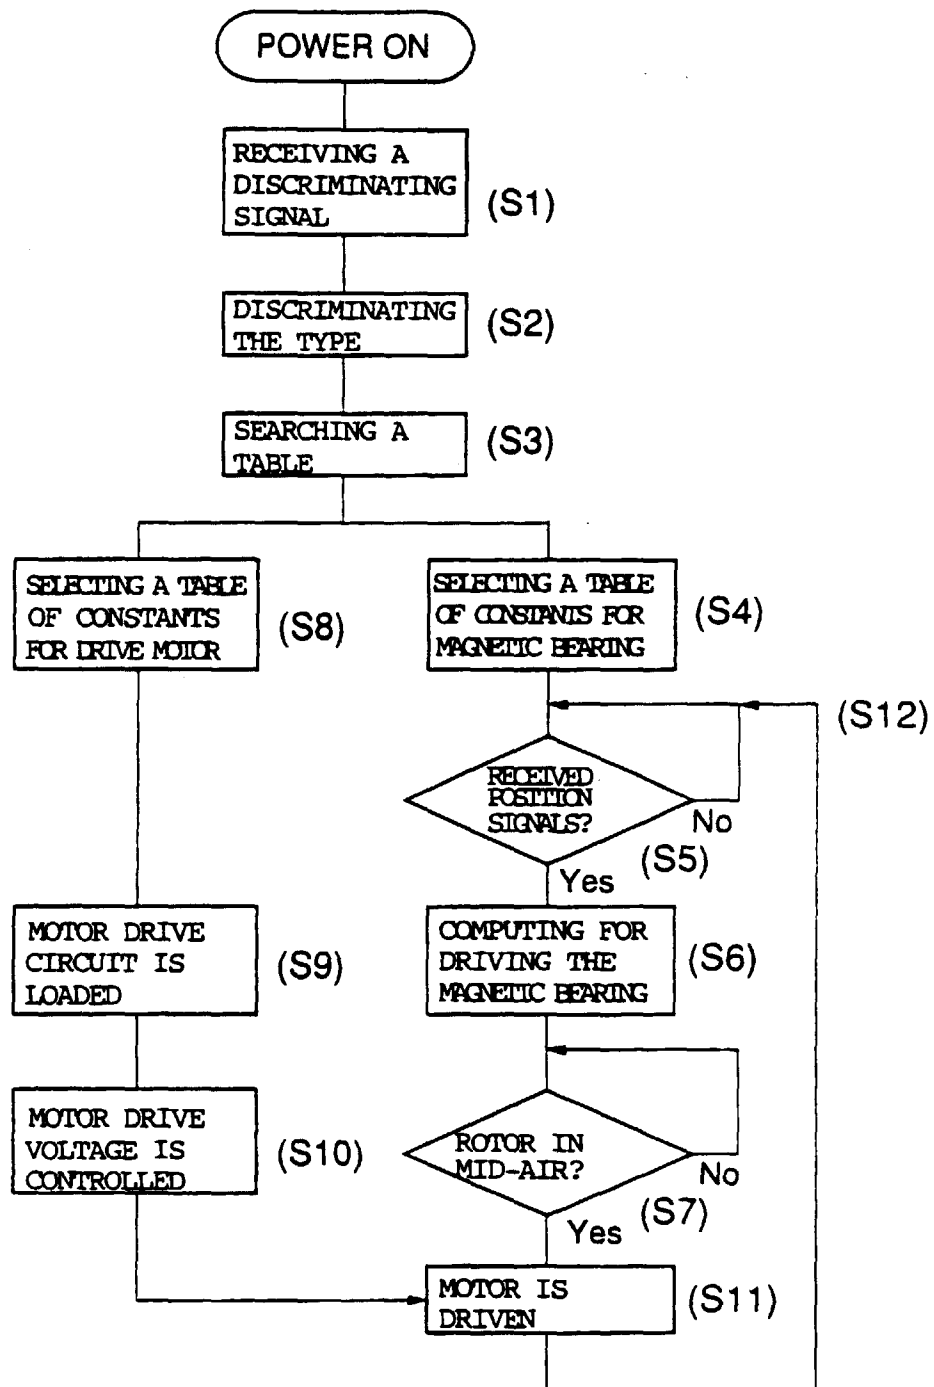 POWER ON
RECEIVING A
DISCRIMINATING
SIGNAL
(S1)
DISCRIMINATING
THE TYPE
(S2)
SEARCHING A
TABLE
(S3)
SELECTING A TABLE
OF CONSTANTS
FOR DRIVE MOTOR
(S8)
SELECTING A TABLE
OF CONSTANTS FOR
MAGNETIC BEARING
(S4)
(S12)
RECEIVED
POSITION
SIGNALS?
No
(S5)
Yes
MOTOR DRIVE
CIRCUIT IS
LOADED
(S9)
COMPUTING FOR
DRIVING THE
MAGNETIC BEARING
(S6)
MOTOR DRIVE
VOLTAGE IS
CONTROLLED
(S10)
ROTOR IN
MID-AIR?
No
(S7)
Yes
MOTOR IS
DRIVEN
(S11)